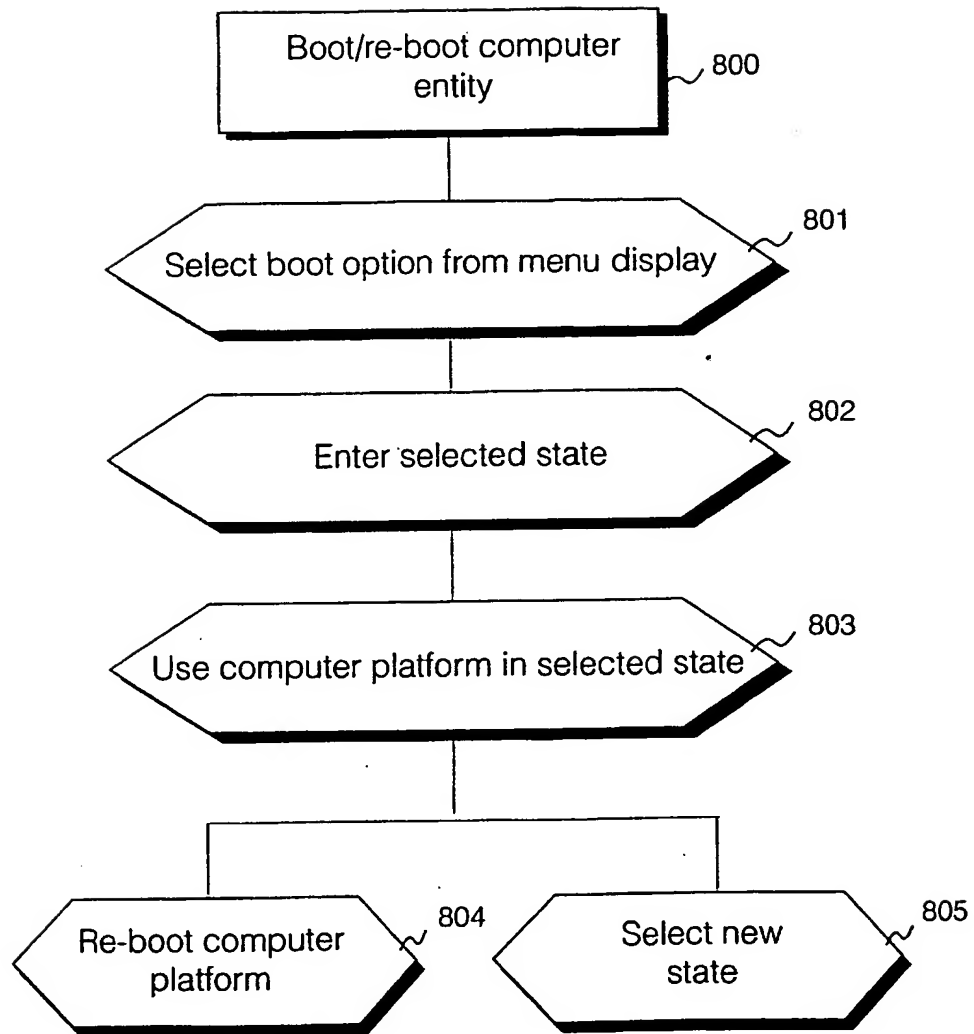 Boot/re-boot computer
entity
800
801
Select boot option from menu display
802
Enter selected state
803
Use computer platform in selected state
804
Re-boot computer
platform
805
Select new
state